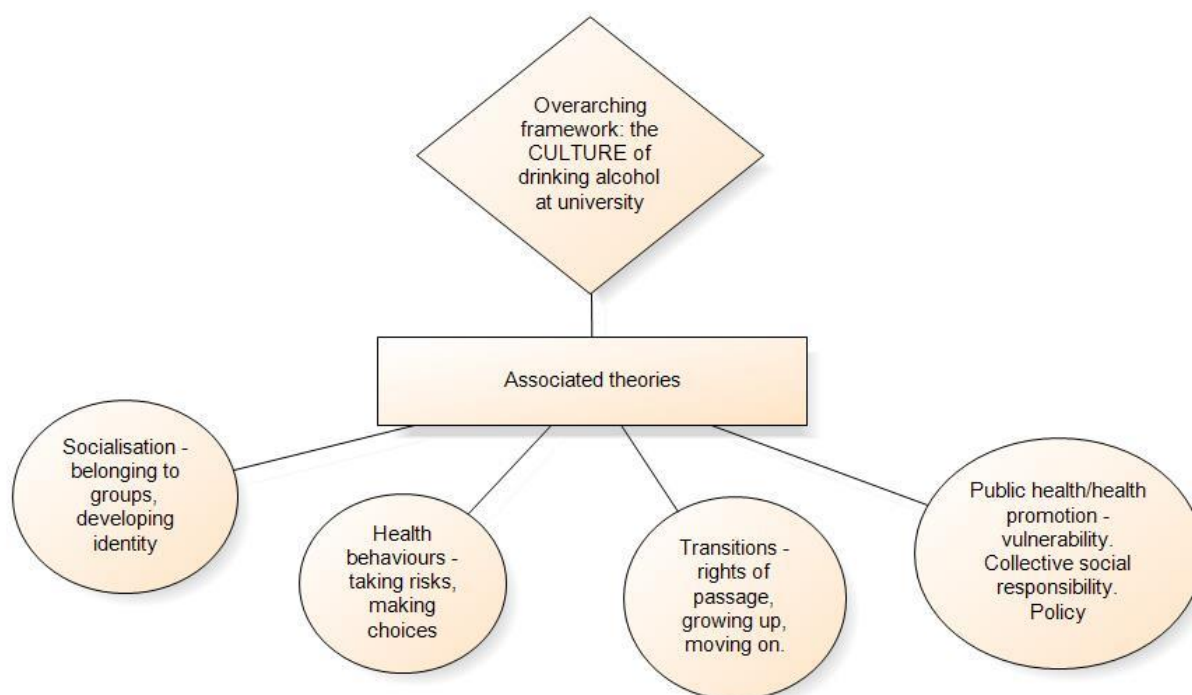 Overarching
framework: the
CULTURE of
drinking alcohol
at university
Associated theories
Socialisation -
belonging to
groups,
developing
identity
Health
behaviours -
taking risks,
making
choices
Transitions -
rights of
passage,
growing up,
moving on.
Public health/health
promotion -
vulnerability.
Collective social
responsibility.
Policy